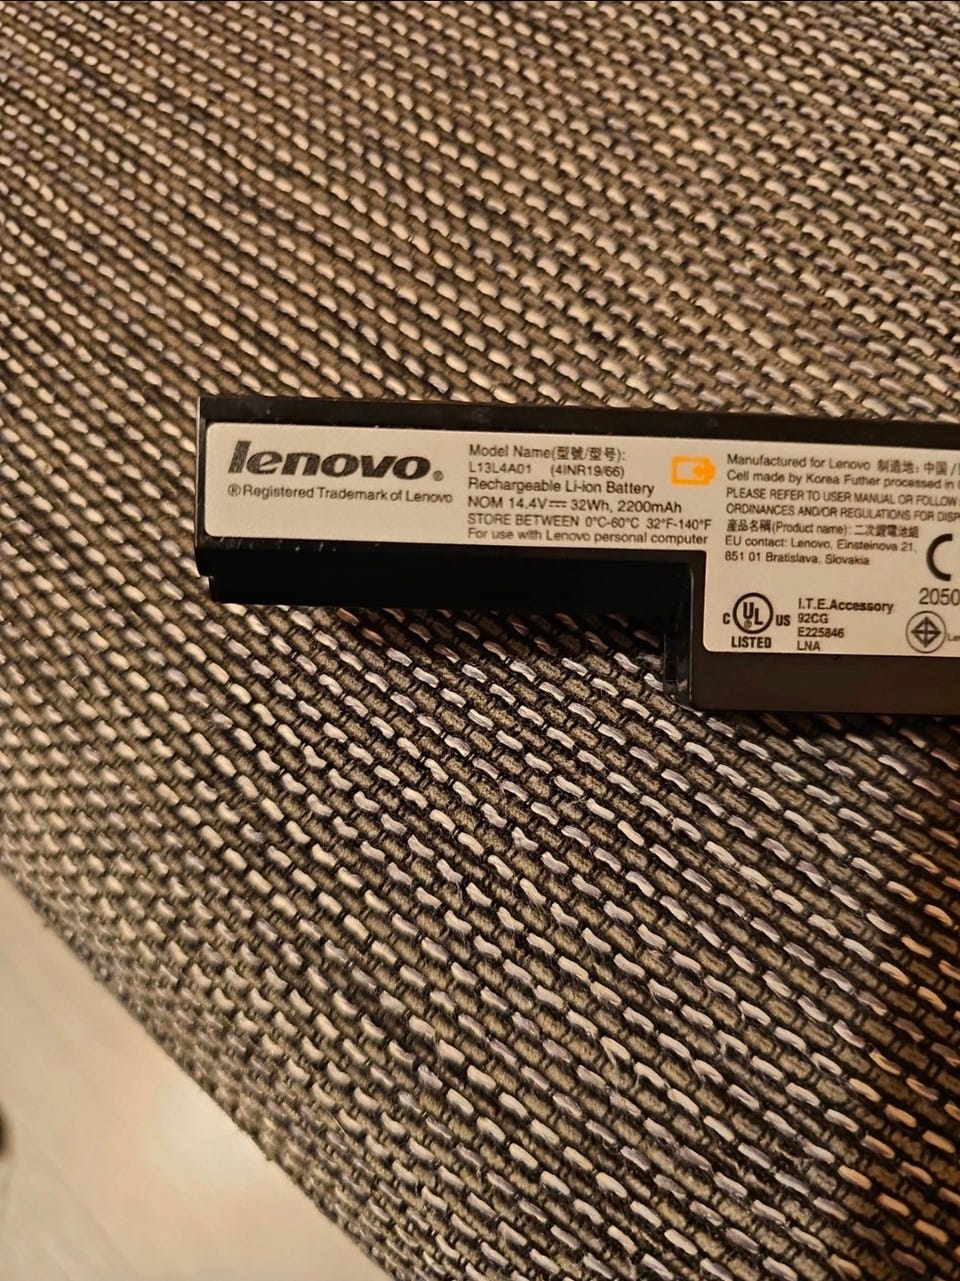 lenovo®
®Registered Trademark of Lenovo
Model Name(型號/型号):
L13L4A01 (4INR19/66)
Rechargeable Li-ion Battery
NOM 14.4V⎓ 32Wh, 2200mAh
STORE BETWEEN 0°C-60°C 32°F-140°F
For use with Lenovo personal computer
Manufactured for Lenovo 制造地: 中国 /
Cell made by Korea Futher processed in
PLEASE REFER TO USER MANUAL OR FOLLOW
ORDINANCES AND/OR REGULATIONS FOR DISP
產品名稱(Product name): 二次鋰電池組
EU contact: Lenovo, Einsteinova 21,
851 01 Bratislava, Slovakia
C UL US
®
LISTED
I.T.E.Accessory
92CG
E225846
LNA
2050